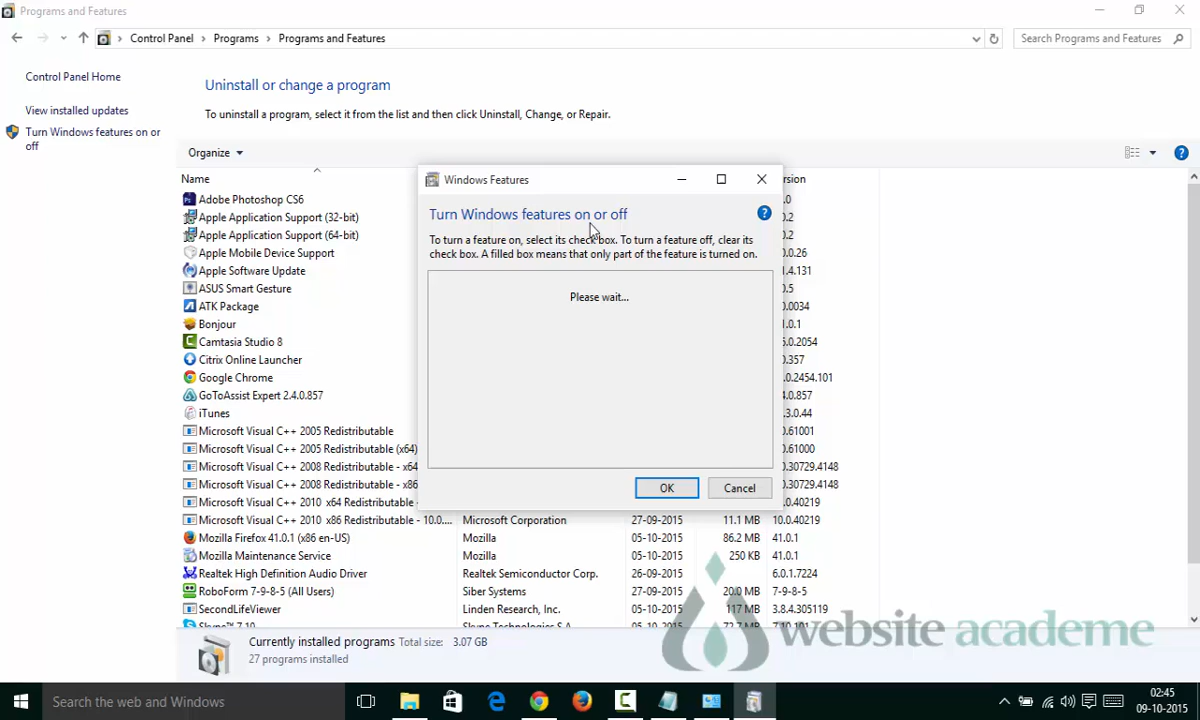 Programs and Features
Control Panel > Programs > Programs and Features
Search Programs and Features
Control Panel Home
View installed updates
Turn Windows features on or
off
Uninstall or change a program
To uninstall a program, select it from the list and then click Uninstall, Change, or Repair.
Organize
Name
Adobe Photoshop CS6
Apple Application Support (32-bit)
Apple Application Support (64-bit)
Apple Mobile Device Support
Apple Software Update
ASUS Smart Gesture
ATK Package
Bonjour
Camtasia Studio 8
Citrix Online Launcher
Google Chrome
GoToAssist Expert 2.4.0.857
iTunes
Microsoft Visual C++ 2005 Redistributable
Microsoft Visual C++ 2005 Redistributable (x64)
Microsoft Visual C++ 2008 Redistributable - x64
Microsoft Visual C++ 2008 Redistributable - x86
Microsoft Visual C++ 2010 x64 Redistributable -
Microsoft Visual C++ 2010 x86 Redistributable - 10.0.... Microsoft Corporation 27-09-2015 11.1 MB 10.0.40219
Mozilla Firefox 41.0.1 (x86 en-US) Mozilla 05-10-2015 86.2 MB 41.0.1
Mozilla Maintenance Service Mozilla 05-10-2015 250 KB 41.0.1
Realtek High Definition Audio Driver Realtek Semiconductor Corp. 26-09-2015 6.0.1.7224
RoboForm 7-9-8-5 (All Users) Siber Systems 27-09-2015 20.0 MB 7-9-8-5
SecondLifeViewer Linden Research, Inc. 05-10-2015 117 MB 3.8.4.305119
Skype™ 7.10 Skype Technologies S.A. 05-10-2015 72.7 MB 7.10.101
Windows Features
Turn Windows features on or off
To turn a feature on, select its check box. To turn a feature off, clear its
check box. A filled box means that only part of the feature is turned on.
Please wait...
OK
Cancel
Currently installed programs Total size: 3.07 GB
27 programs installed
website academe
Search the web and Windows
02:45
09-10-2015